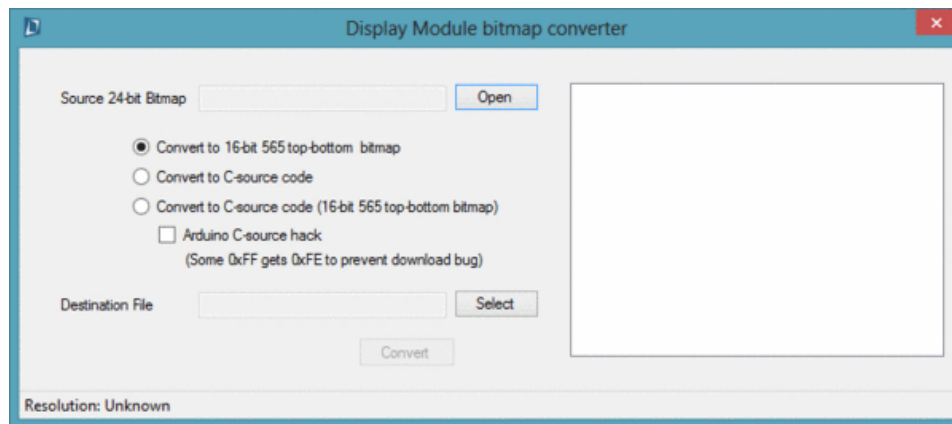 Display Module bitmap converter
Source 24-bit Bitmap Open
Convert to 16-bit 565 top-bottom bitmap
Convert to C-source code
Convert to C-source code (16-bit 565 top-bottom bitmap)
Arduino C-source hack
(Some 0xFF gets 0xFE to prevent download bug)
Destination File Select
Convert
Resolution: Unknown